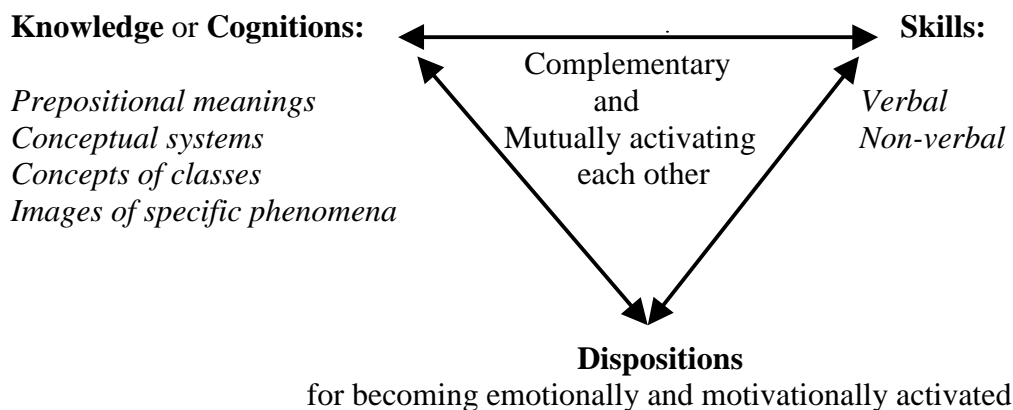 Knowledge or Cognitions:
Skills:
Complementary
and
Mutually activating
each other
Prepositional meanings
Conceptual systems
Concepts of classes
Images of specific phenomena
Verbal
Non-verbal
Dispositions
for becoming emotionally and motivationally activated